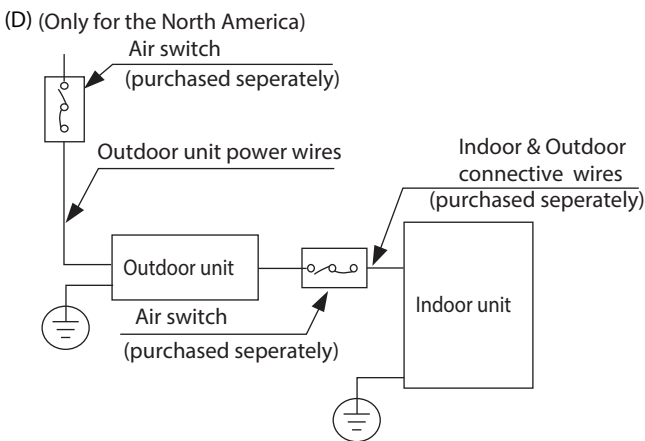 (D) (Only for the North America)
Air switch
(purchased seperately)
Outdoor unit power wires
Indoor & Outdoor
connective wires
(purchased seperately)
Outdoor unit
Indoor unit
Air switch
(purchased seperately)